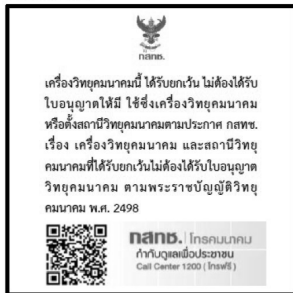 กสทช.
เครื่องวิทยุคมนาคมนี้ ได้รับยกเว้น ไม่ต้องได้รับ
ใบอนุญาตให้มี ใช้ซึ่งเครื่องวิทยุคมนาคม
หรือตั้งสถานีวิทยุคมนาคมตามประกาศ กสทช.
เรื่อง เครื่องวิทยุคมนาคม และสถานีวิทยุ
คมนาคมที่ได้รับยกเว้นไม่ต้องได้รับใบอนุญาต
วิทยุคมนาคม ตามพระราชบัญญัติวิทยุ
คมนาคม พ.ศ. 2498
กสทช. | โทรคมนาคม
กำกับดูแลเพื่อประชาชน
Call Center 1200 ( โทรฟรี )